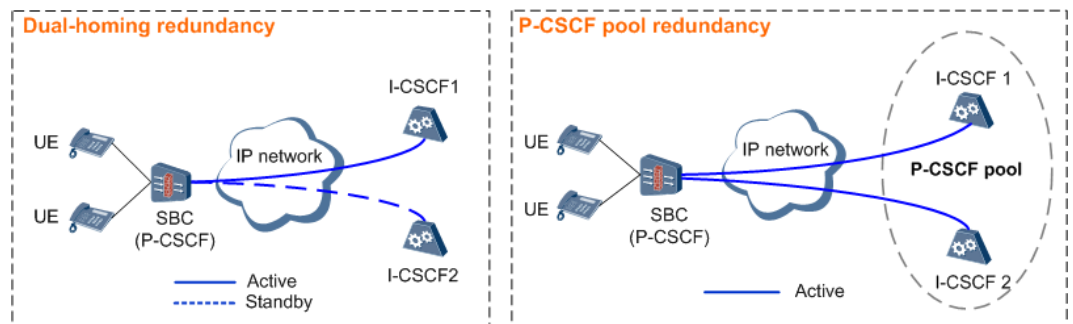 Dual-homing redundancy
I-CSCF1
UE
IP network
UE
SBC
(P-CSCF)
I-CSCF2
Active
Standby
P-CSCF pool redundancy
I-CSCF 1
UE
IP network
P-CSCF pool
UE
SBC
(P-CSCF)
I-CSCF 2
Active